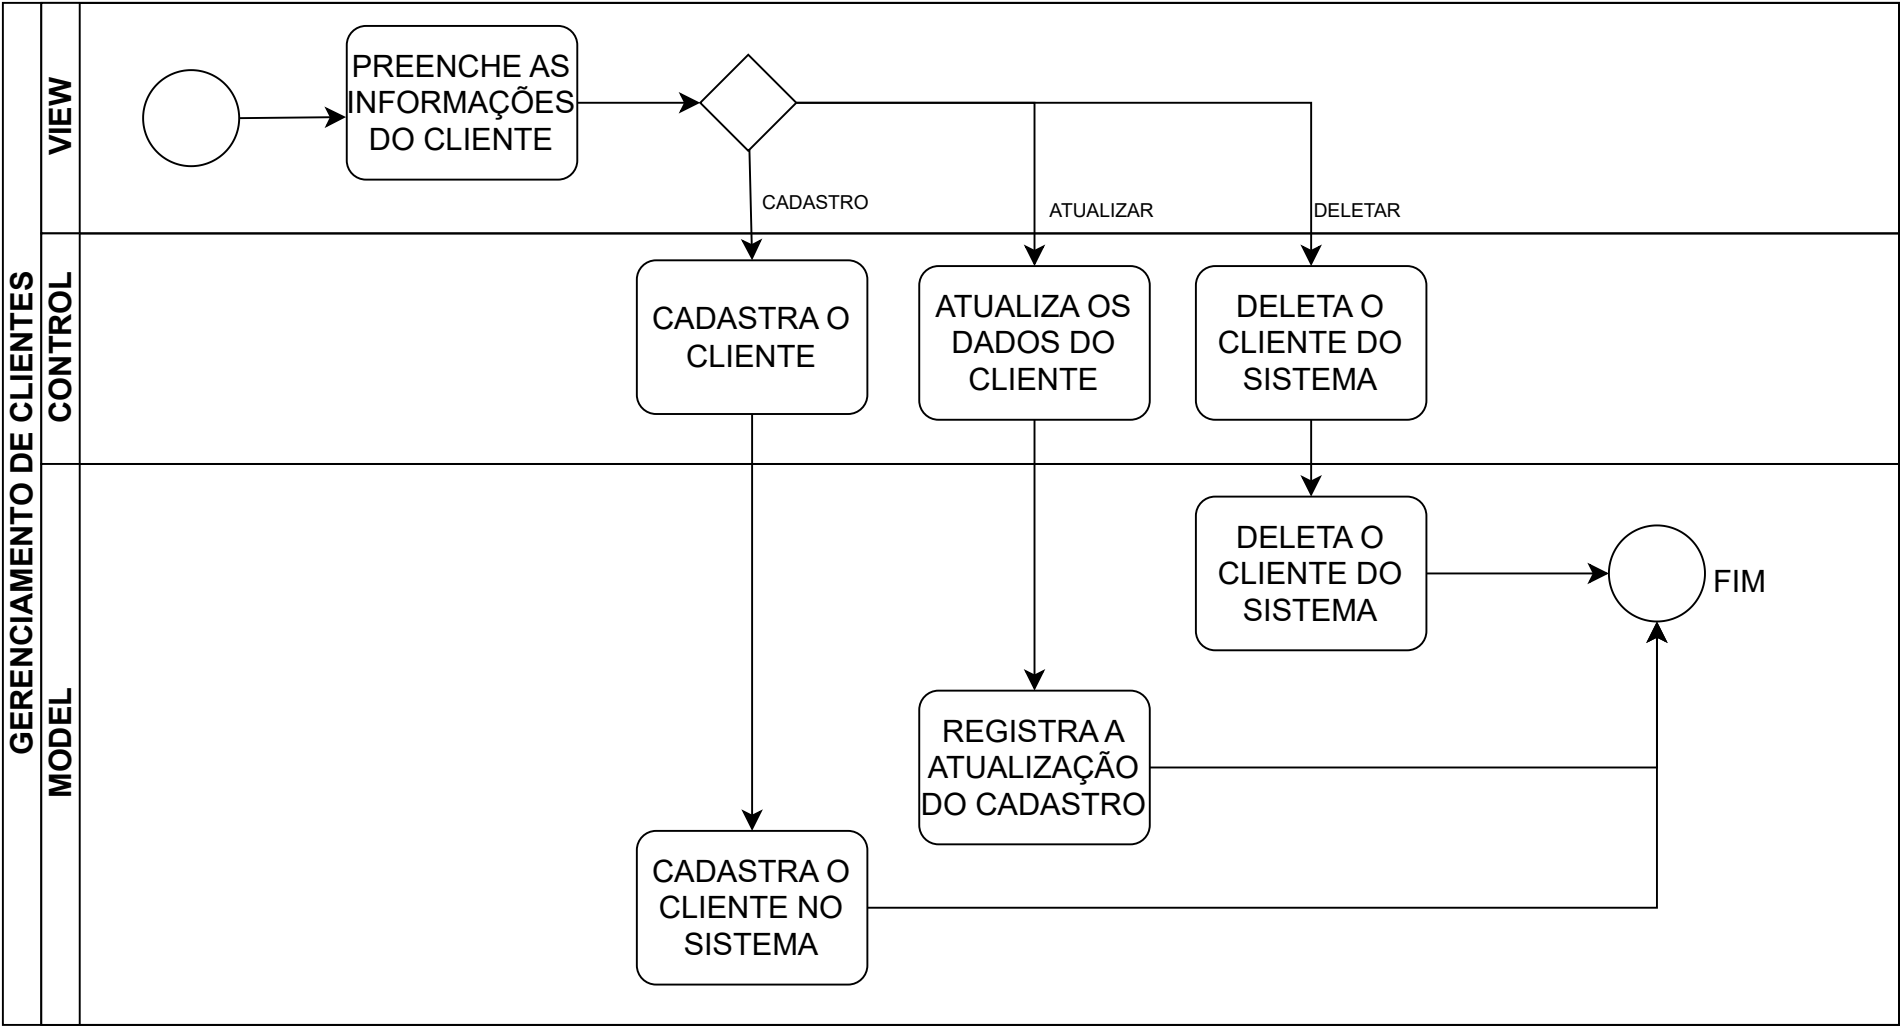 GERENCIAMENTO DE CLIENTES
VIEW
PREENCHE AS
INFORMAÇÕES
DO CLIENTE
CADASTRO
ATUALIZAR
DELETAR
CONTROL
CADASTRA O
CLIENTE
ATUALIZA OS
DADOS DO
CLIENTE
DELETA O
CLIENTE DO
SISTEMA
MODEL
DELETA O
CLIENTE DO
SISTEMA
FIM
REGISTRA A
ATUALIZAÇÃO
DO CADASTRO
CADASTRA O
CLIENTE NO
SISTEMA